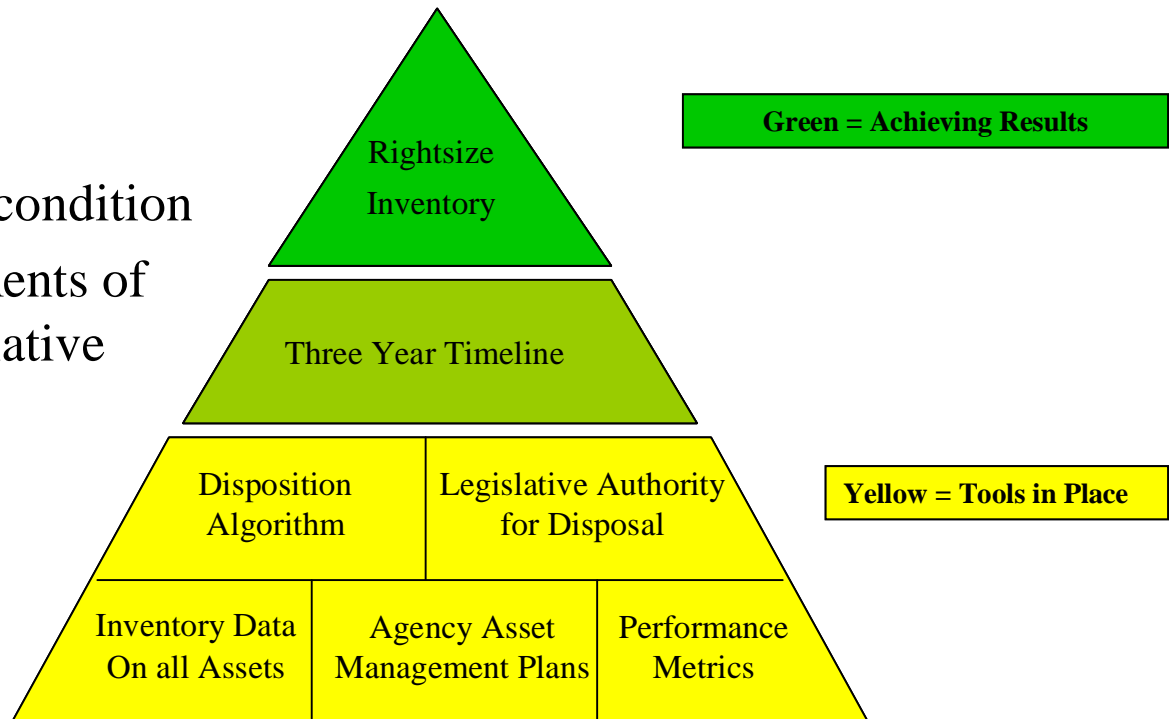 Green = Achieving Results
Rightsize
Inventory
condition
ents of
ative
Three Year Timeline
Disposition
Algorithm
Legislative Authority
for Disposal
Yellow = Tools in Place
Inventory Data
On all Assets
Agency Asset
Management Plans
Performance
Metrics